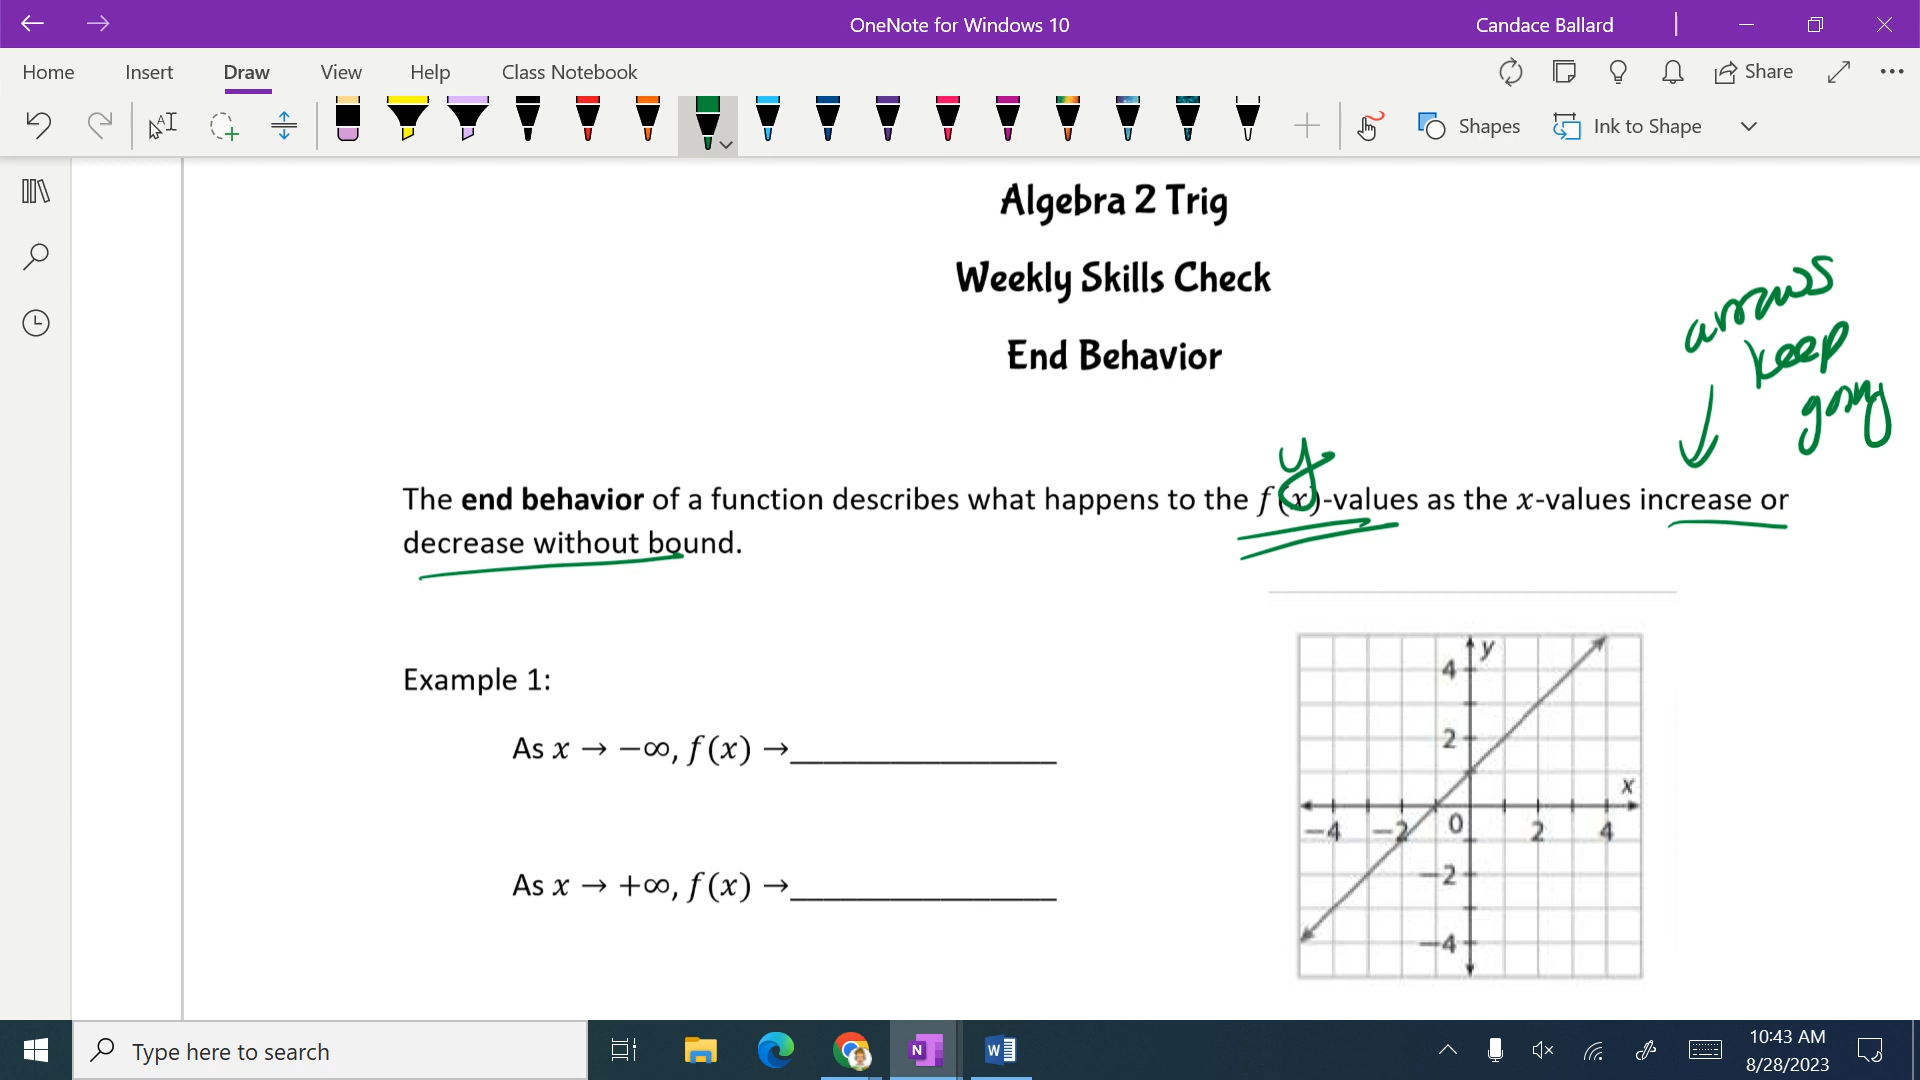 OneNote for Windows 10
Candace Ballard
Home Insert Draw View Help Class Notebook
Share
Shapes
Ink to Shape
Algebra 2 Trig
Weekly Skills Check
End Behavior
arrows
keep
going
y
The end behavior of a function describes what happens to the f(x)-values as the x-values increase or
decrease without bound.
Example 1:
As x → −∞, f(x) →________________
As x → +∞, f(x) →________________
y
4
2
x
−4 −2 0 2 4
−2
−4
Type here to search
10:43 AM
8/28/2023